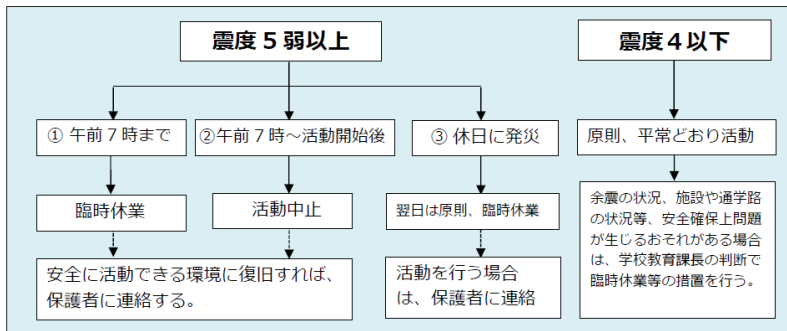 震度５弱以上
震度４以下
① 午前７時まで
②午前７時～活動開始後
③ 休日に発災
原則、平常どおり活動
臨時休業
活動中止
翌日は原則、臨時休業
余震の状況、施設や通学路
の状況等、安全確保上問題
が生じるおそれがある場合
は、学校教育課長の判断で
臨時休業等の措置を行う。
安全に活動できる環境に復旧すれば、
保護者に連絡する。
活動を行う場合
は、保護者に連絡